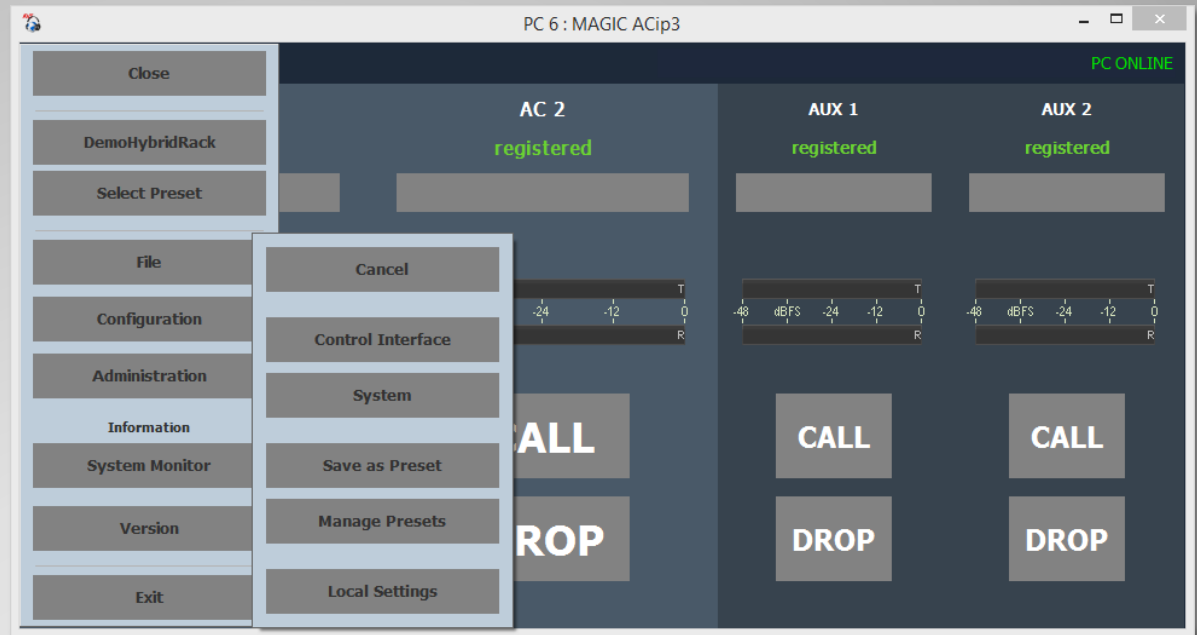 PC 6 : MAGIC ACip3
PC ONLINE
Close
DemoHybridRack
Select Preset
File
Configuration
Administration
Information
System Monitor
Version
Exit
Cancel
Control Interface
System
Save as Preset
Manage Presets
Local Settings
AC 2
registered
T
-24 -12 0
R
ALL
ROP
AUX 1
registered
T
-48 dBFS -24 -12 0
R
CALL
DROP
AUX 2
registered
T
-48 dBFS -24 -12 0
R
CALL
DROP